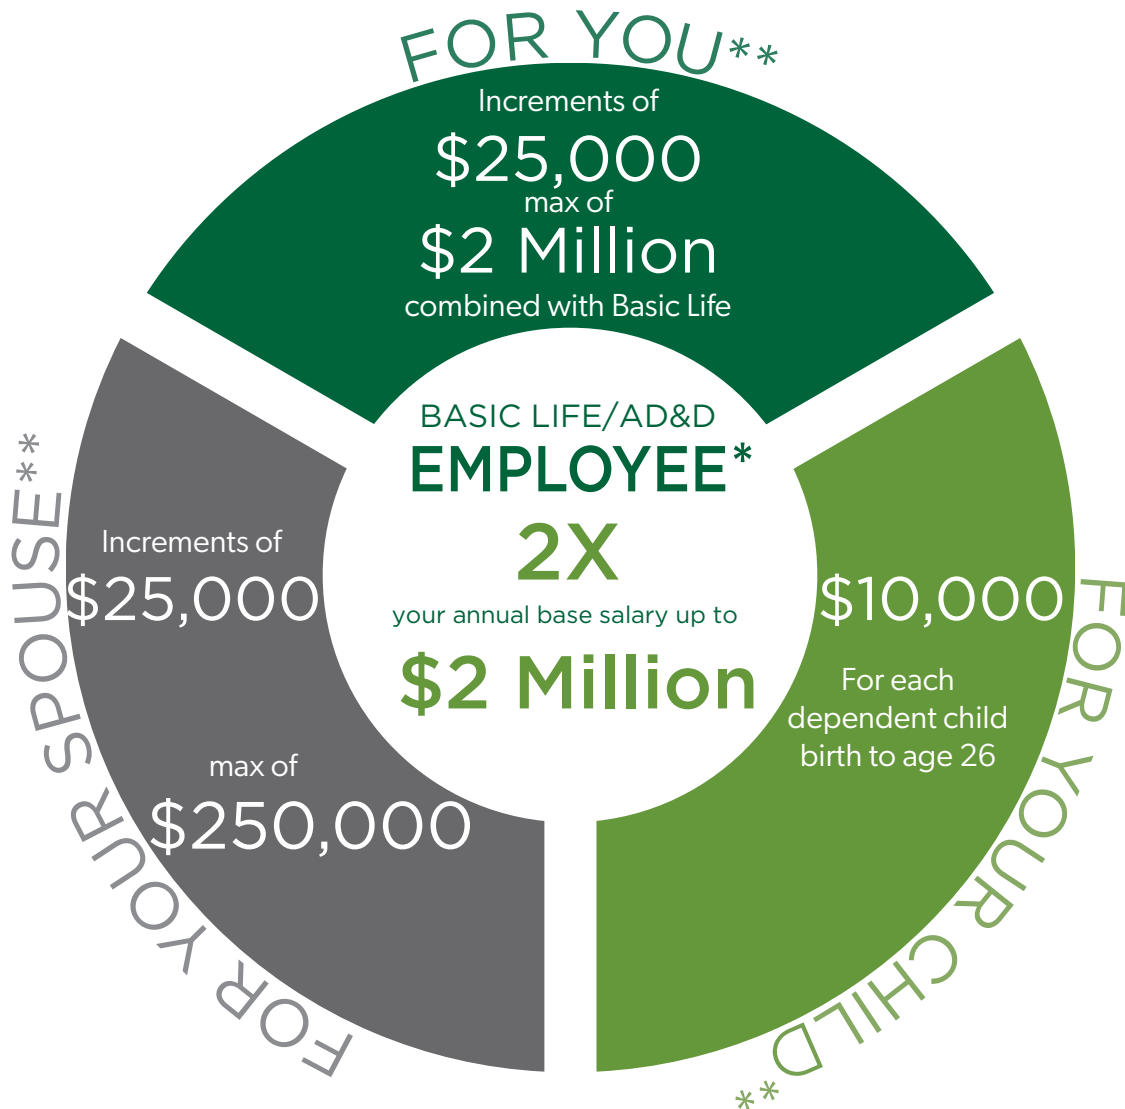 FOR YOU**
Increments of
$25,000
max of
$2 Million
combined with Basic Life
BASIC LIFE/AD&D
EMPLOYEE*
2X
your annual base salary up to
$2 Million
FOR YOUR SPOUSE**
Increments of
$25,000
max of
$250,000
FOR YOUR CHILD**
$10,000
For each
dependent child
birth to age 26